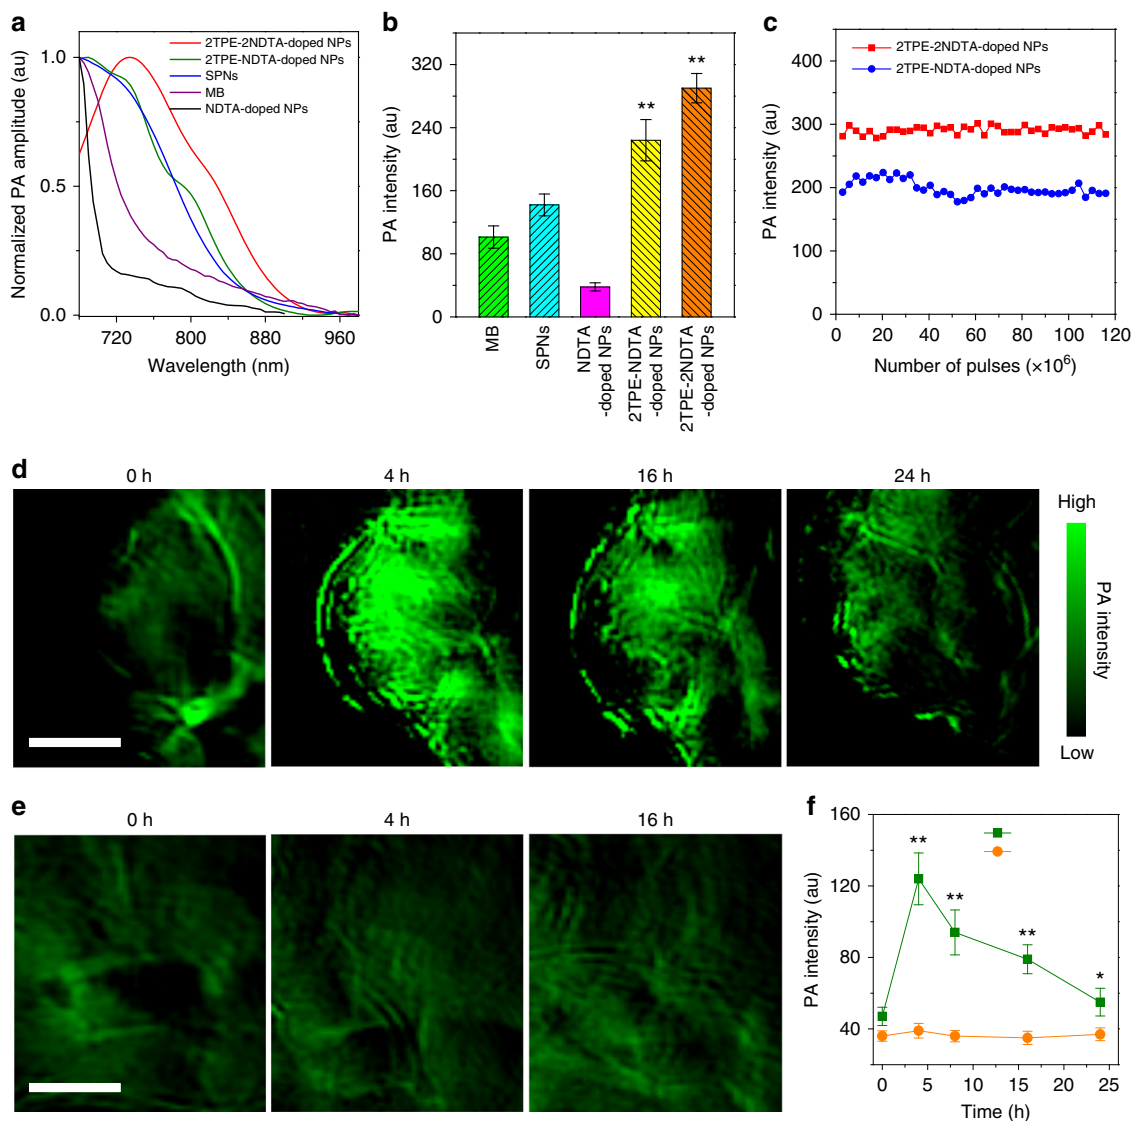 a
Normalized PA amplitude (au)
1.0
0.5
0.0
2TPE-2NDTA-doped NPs
2TPE-NDTA-doped NPs
SPNs
MB
NDTA-doped NPs
720 800 880 960
Wavelength (nm)
b
PA intensity (au)
320
240
160
80
0
**
**
MB
SPNs
NDTA
-doped NPs
2TPE-NDTA
-doped NPs
2TPE-2NDTA
-doped NPs
c
PA intensity (au)
400
300
200
100
0
2TPE-2NDTA-doped NPs
2TPE-NDTA-doped NPs
0 20 40 60 80 100 120
Number of pulses (×10⁶)
d
0 h 4 h 16 h 24 h
High
PA intensity
Low
e
0 h 4 h 16 h
f
PA intensity (au)
160
120
80
40
**
**
**
*
0 5 10 15 20 25
Time (h)